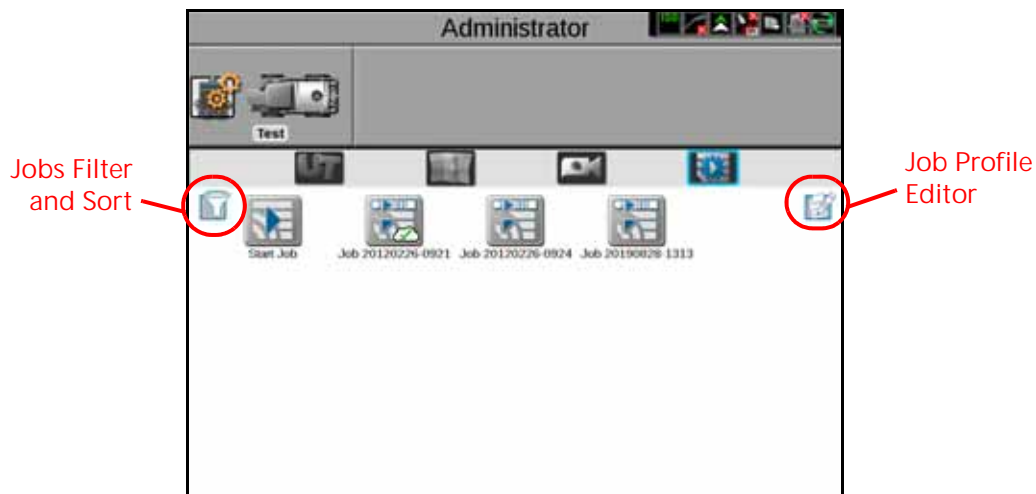 Administrator
Test
UT
Jobs Filter
and Sort
Job Profile
Editor
Start Job
Job 20120226-0921
Job 20120226-0924
Job 20190828-1313